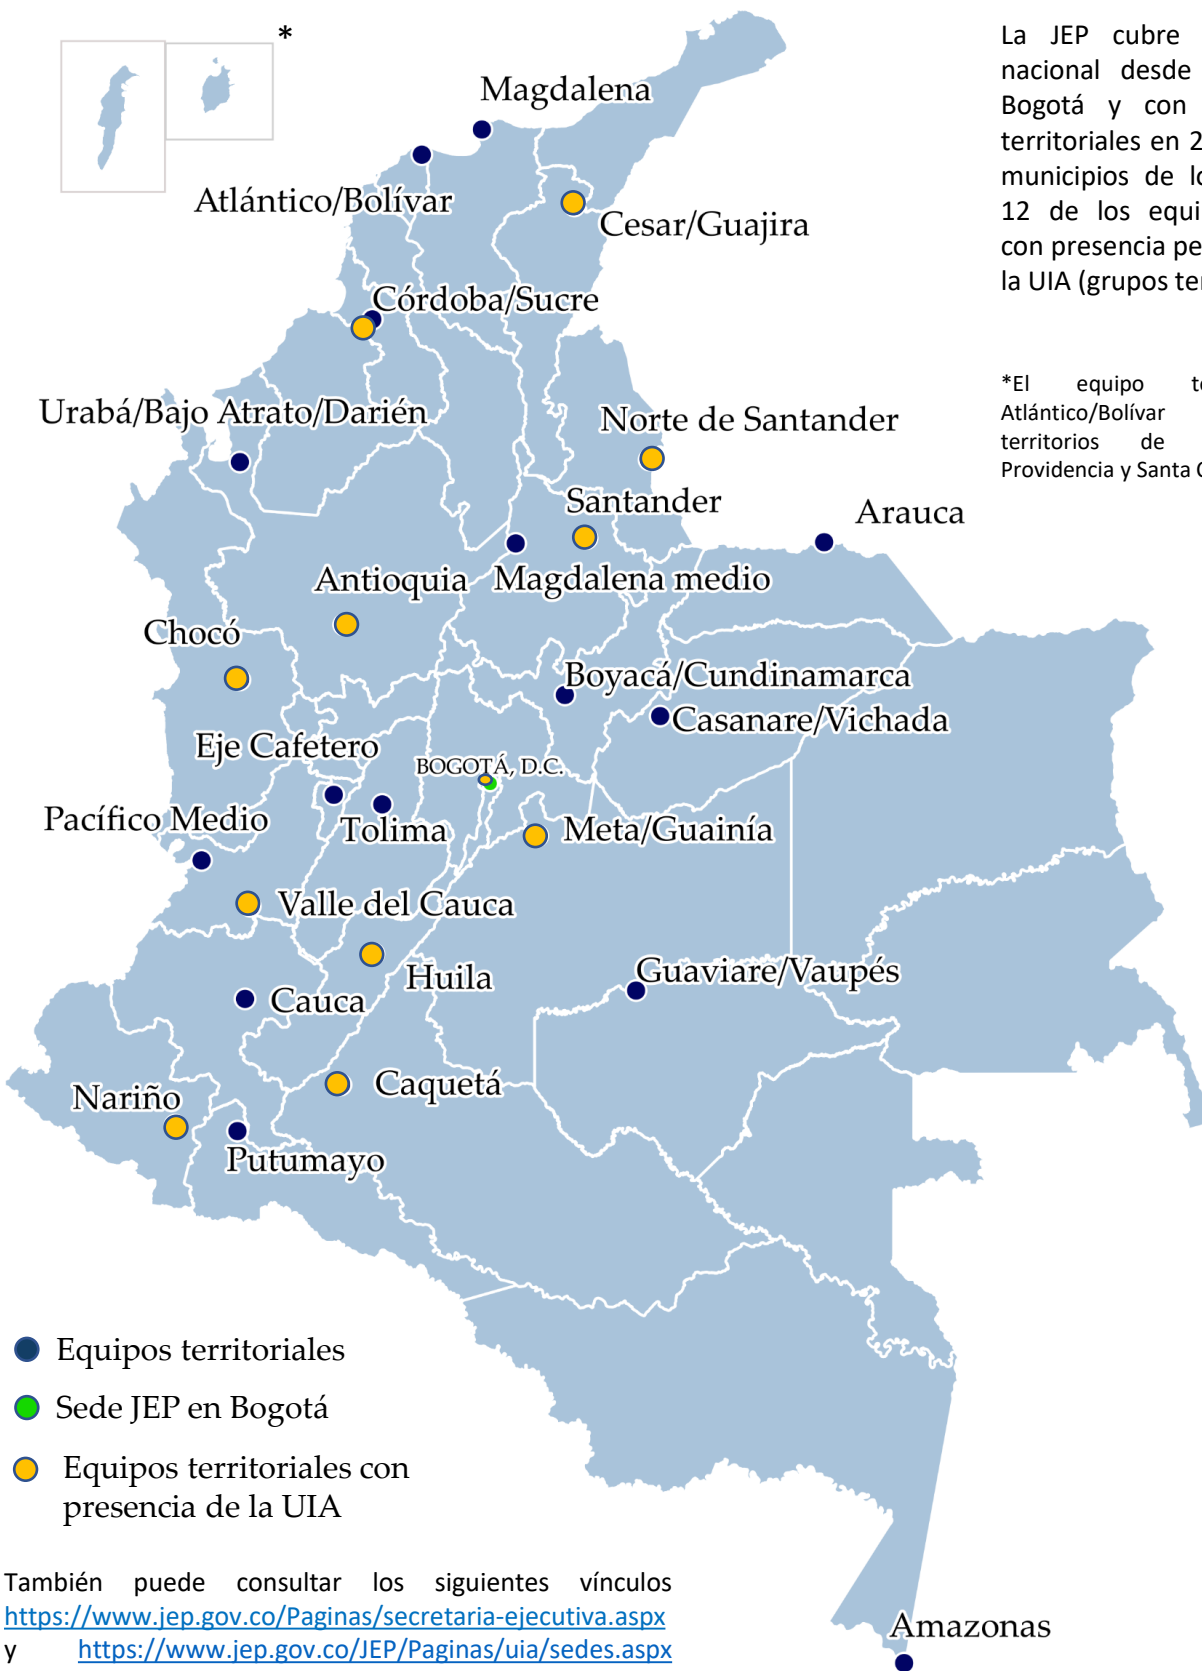 *
Magdalena
Atlántico/Bolívar
Cesar/Guajira
Córdoba/Sucre
Urabá/Bajo Atrato/Darién
Norte de Santander
Santander
Arauca
Antioquia
Magdalena medio
Chocó
Boyacá/Cundinamarca
Casanare/Vichada
Eje Cafetero
BOGOTÁ, D.C.
Pacífico Medio
Tolima
Meta/Guainía
Valle del Cauca
Huila
Guaviare/Vaupés
Cauca
Caquetá
Nariño
Putumayo
Amazonas
La JEP cubre
nacional desde
Bogotá y con
territoriales en 2
municipios de
12 de los
con presencia
la UIA (grupos
*El equipo
Atlántico/Bolívar
territorios de
Providencia y Santa
Equipos territoriales
Sede JEP en Bogotá
Equipos territoriales con
presencia de la UIA
También puede consultar los siguientes vínculos
https://www.jep.gov.co/Paginas/secretaria-ejecutiva.aspx
y https://www.jep.gov.co/JEP/Paginas/uia/sedes.aspx